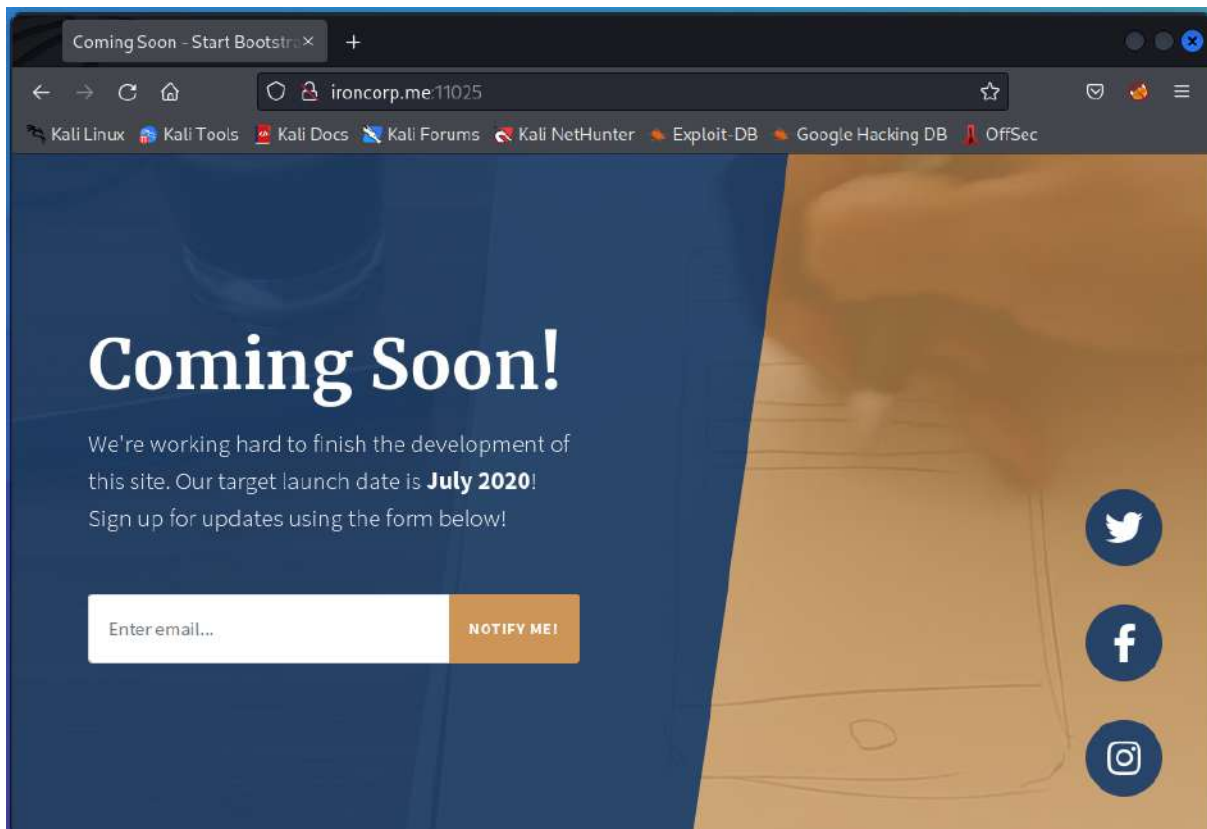 Coming Soon - Start Bootstra
ironcorp.me:11025
Kali Linux Kali Tools Kali Docs Kali Forums Kali NetHunter Exploit-DB Google Hacking DB OffSec
Coming Soon!
We're working hard to finish the development of
this site. Our target launch date is July 2020!
Sign up for updates using the form below!
Enter email... NOTIFY ME!